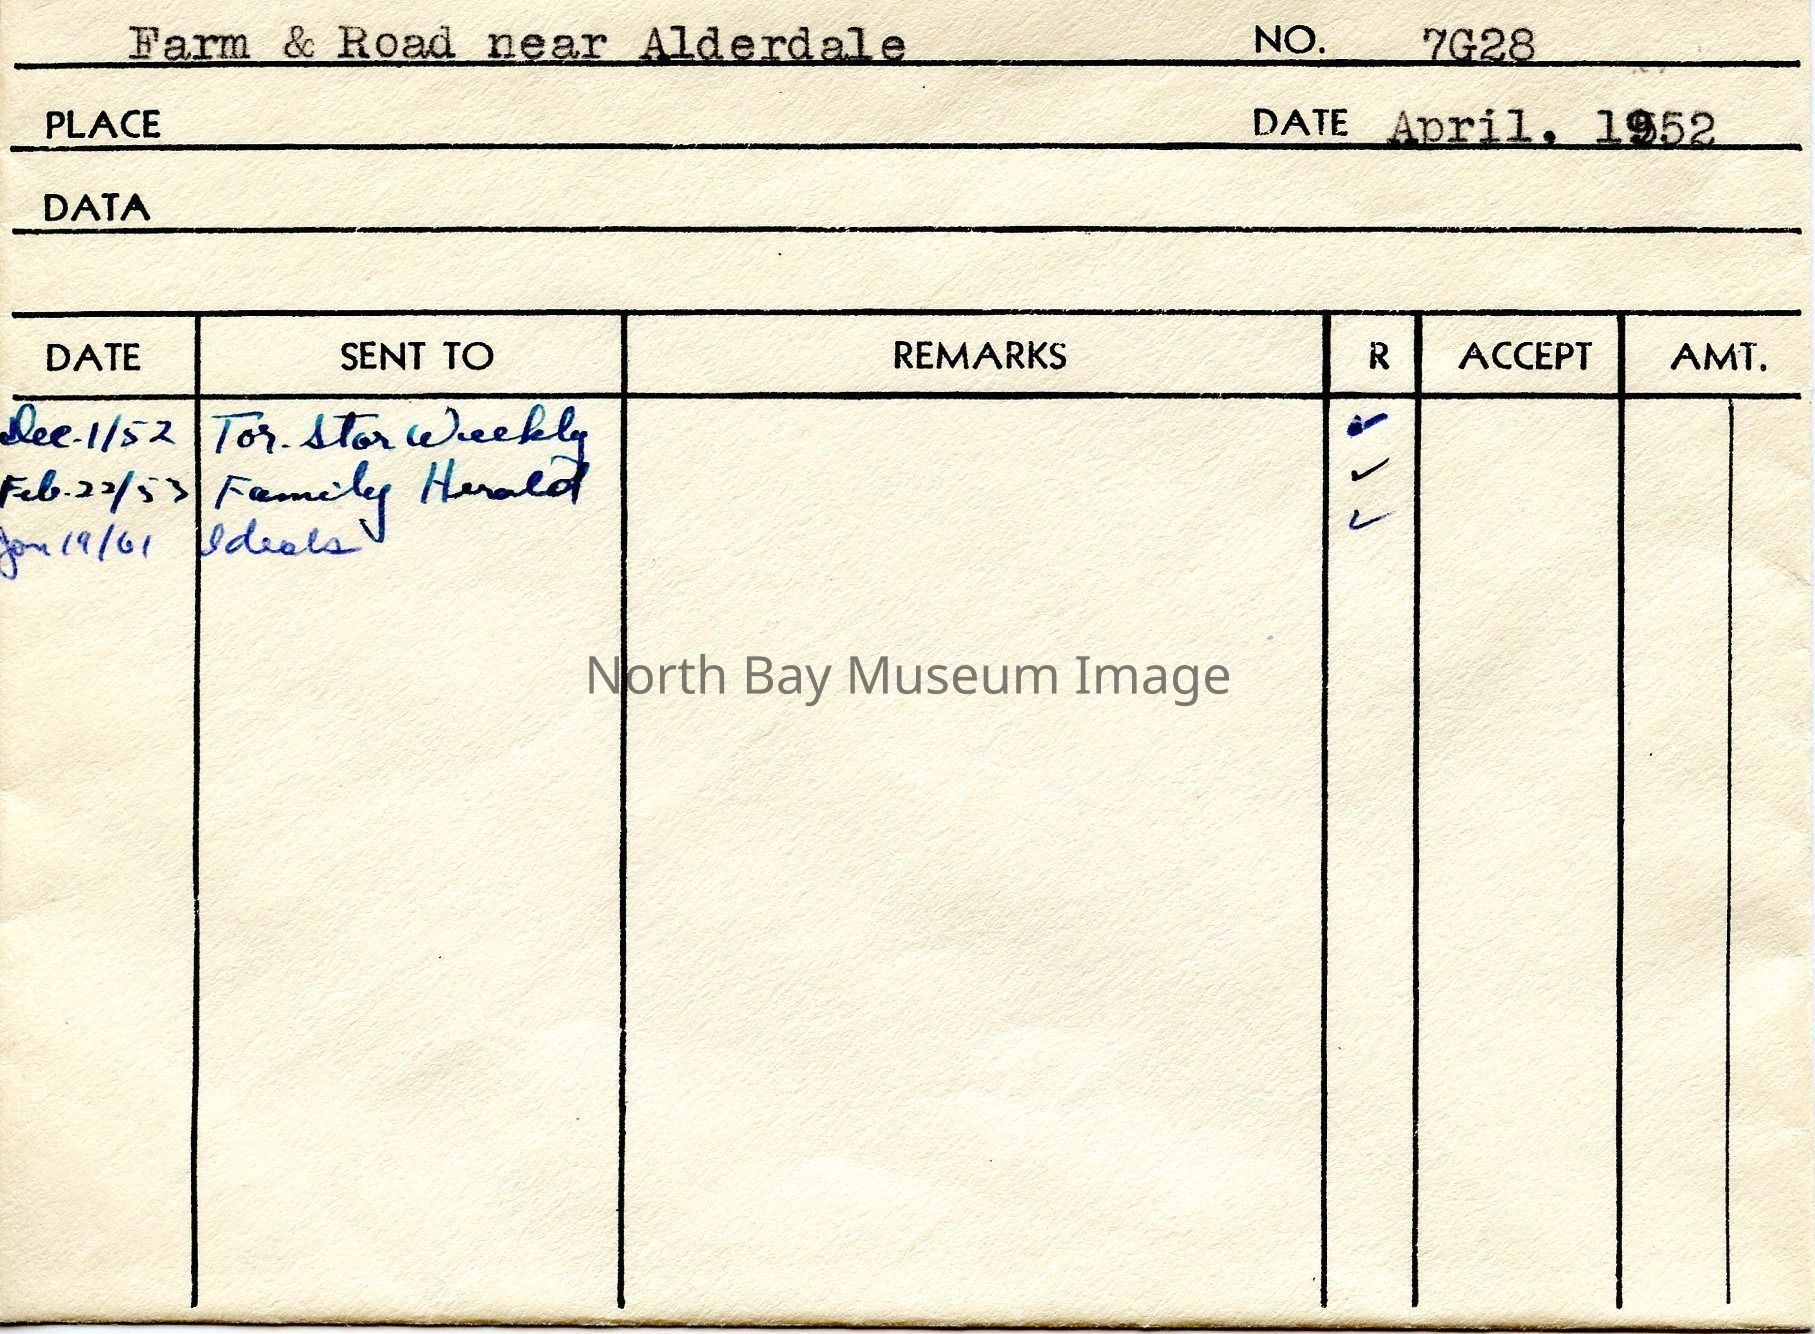 Farm & Road near Alderdale NO. 7G28
PLACE DATE April, 1952
DATA
DATE SENT TO REMARKS R ACCEPT AMT.
Dec. 1/52 Tor. Star Weekly ✓
Feb. 22/53 Family Herald ✓
Jan 19/61 Ideals ✓
North Bay Museum Image